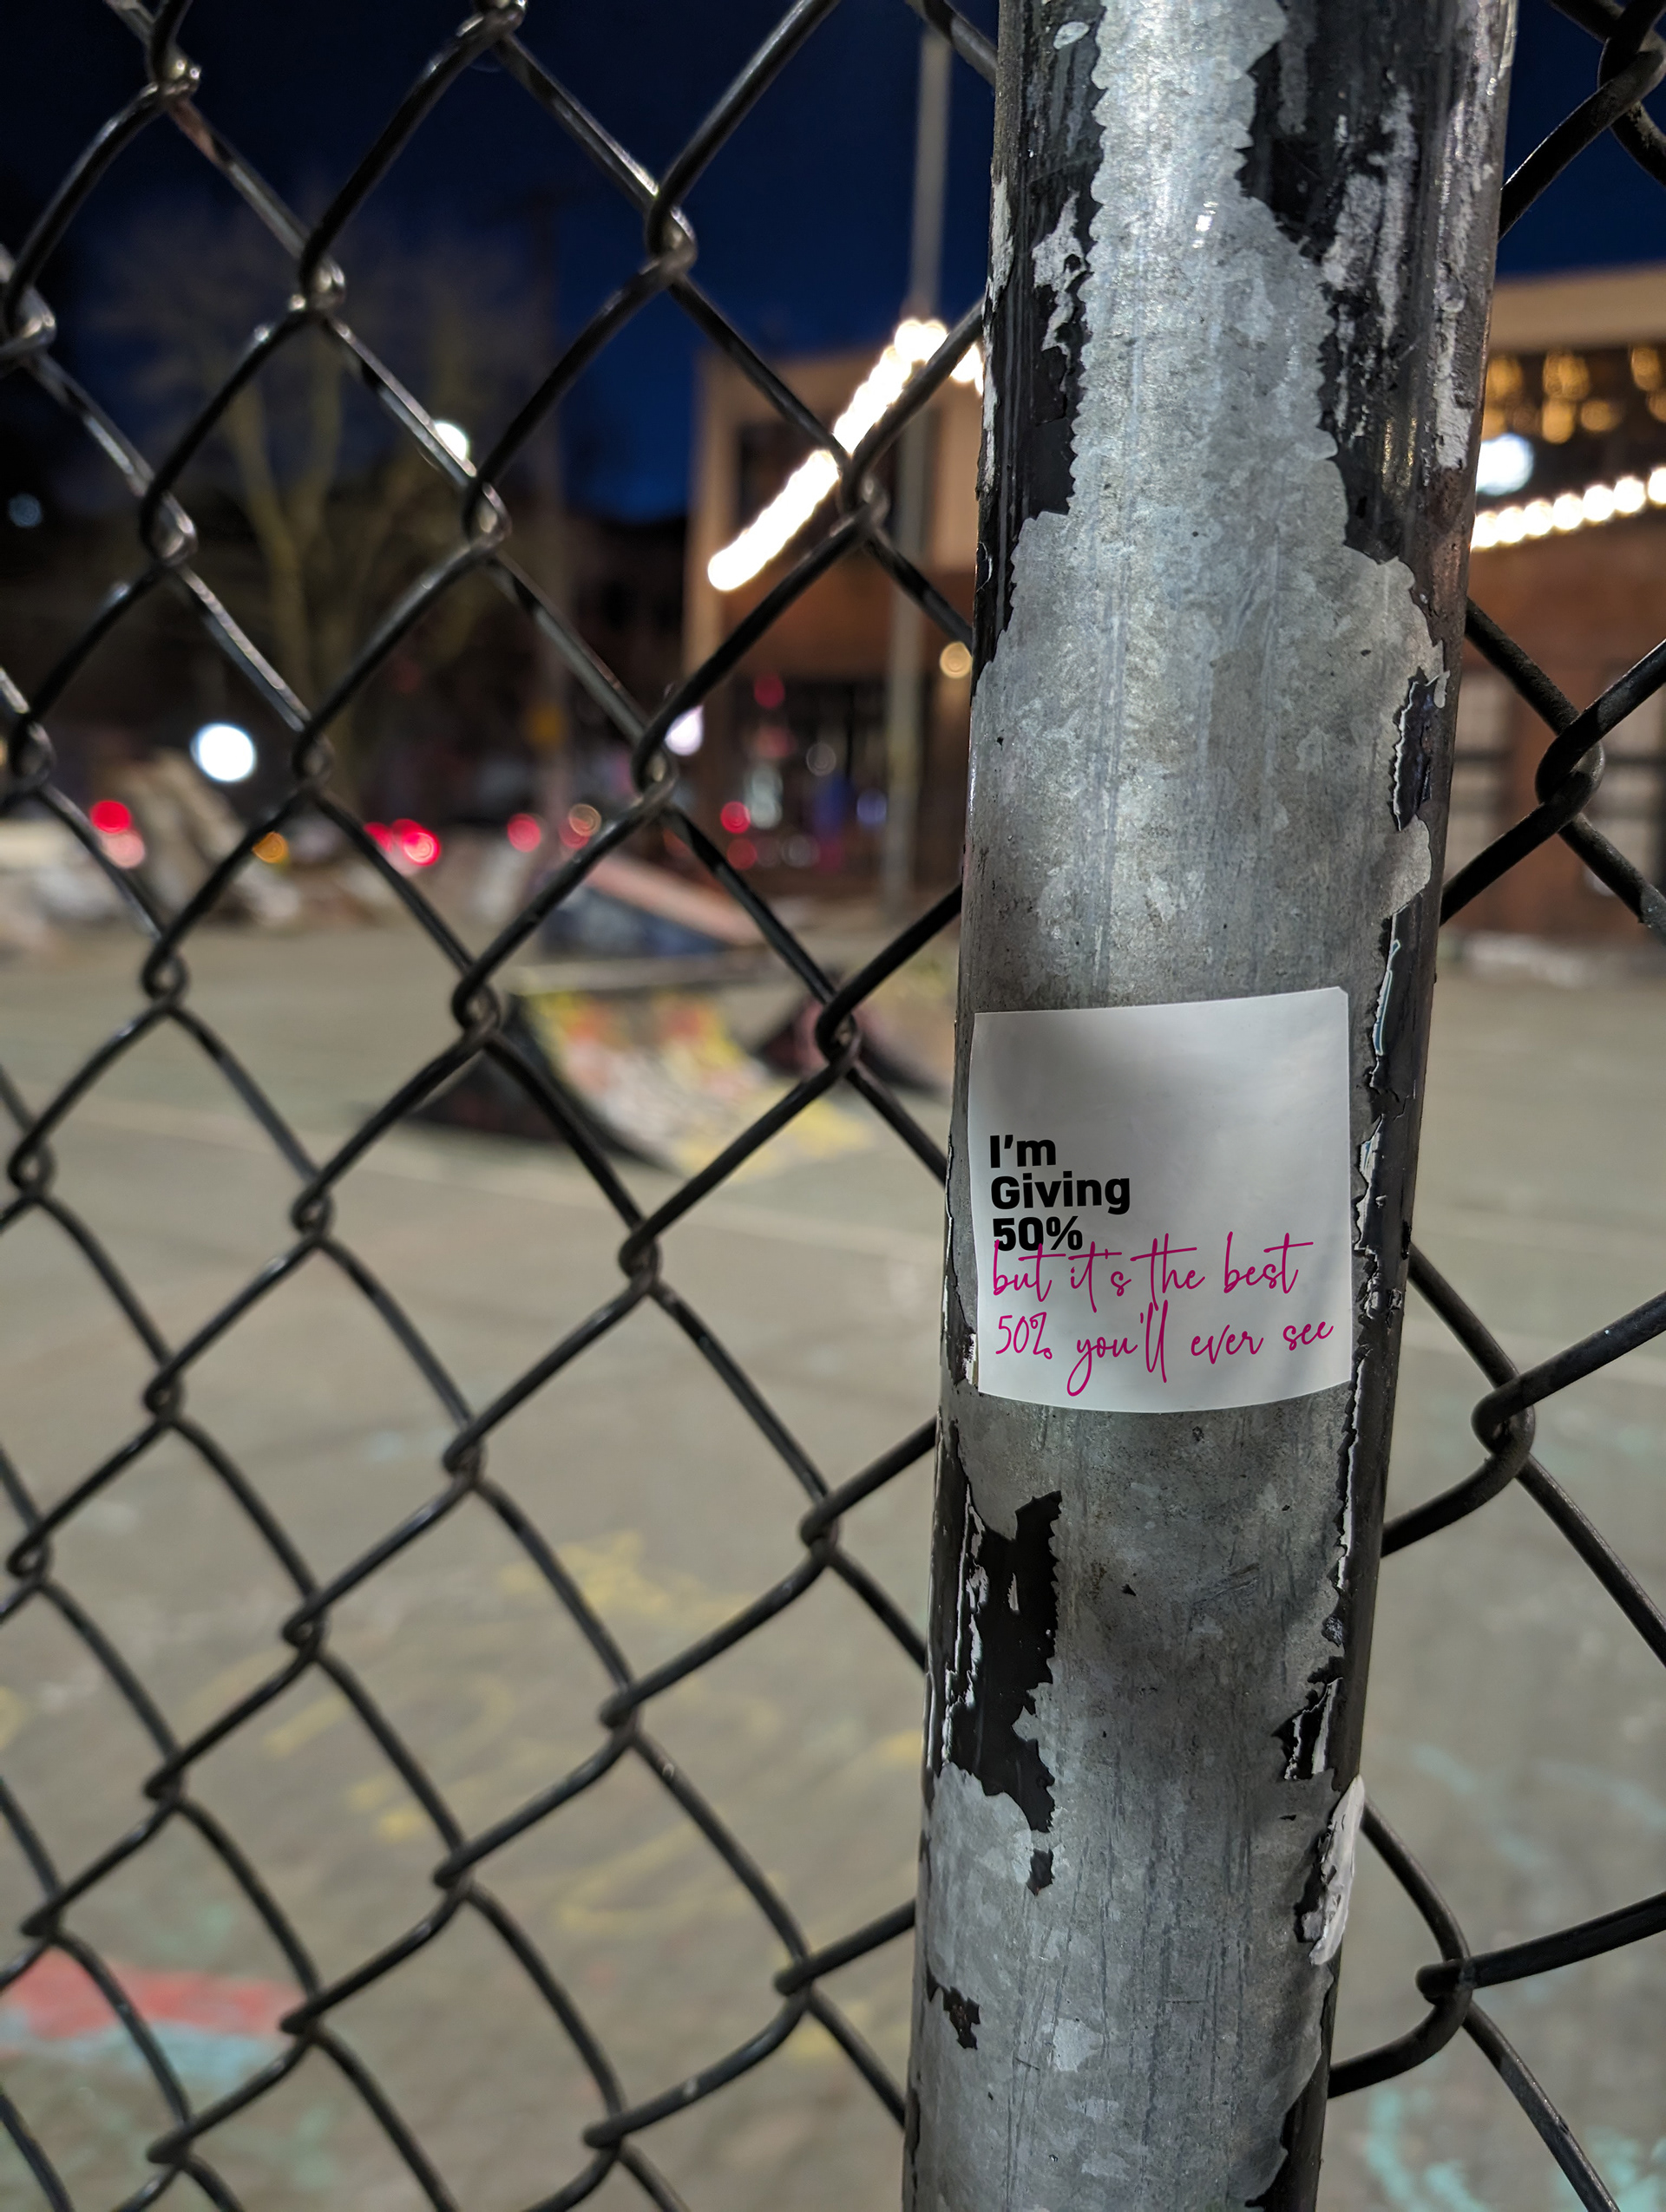 I'm
Giving
50%
but it's the best
50% you'll ever see